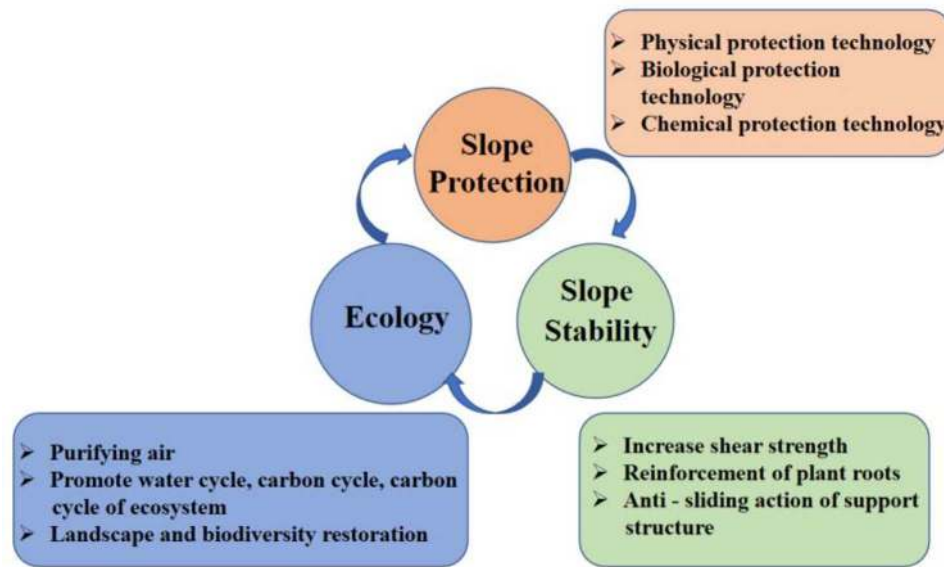 ➢ Physical protection technology
➢ Biological protection
technology
➢ Chemical protection technology
Slope
Protection
Ecology
Slope
Stability
➢ Purifying air
➢ Promote water cycle, carbon cycle, carbon
cycle of ecosystem
➢ Landscape and biodiversity restoration
➢ Increase shear strength
➢ Reinforcement of plant roots
➢ Anti - sliding action of support
structure